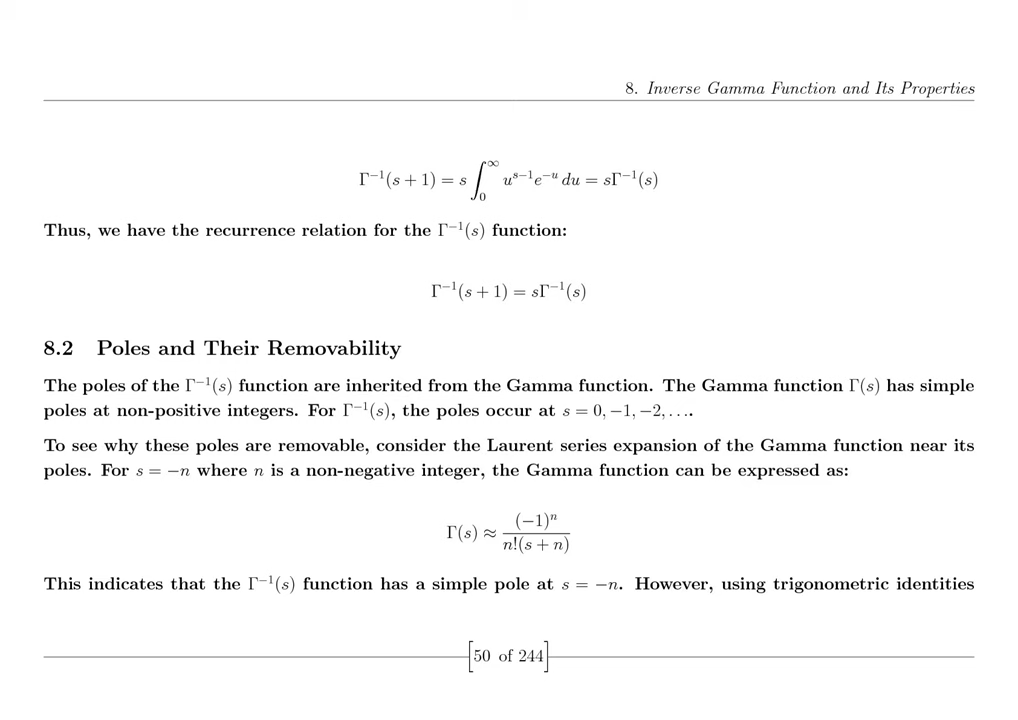 8. Inverse Gamma Function and Its Properties
Γ⁻¹(s + 1) = s ∫₀^∞ u^{s−1}e^{−u} du = sΓ⁻¹(s)
Thus, we have the recurrence relation for the Γ⁻¹(s) function:
Γ⁻¹(s + 1) = sΓ⁻¹(s)
8.2 Poles and Their Removability
The poles of the Γ⁻¹(s) function are inherited from the Gamma function. The Gamma function Γ(s) has simple
poles at non-positive integers. For Γ⁻¹(s), the poles occur at s = 0, −1, −2, . . ..
To see why these poles are removable, consider the Laurent series expansion of the Gamma function near its
poles. For s = −n where n is a non-negative integer, the Gamma function can be expressed as:
Γ(s) ≈ (−1)ⁿ / n!(s + n)
This indicates that the Γ⁻¹(s) function has a simple pole at s = −n. However, using trigonometric identities
[50 of 244]